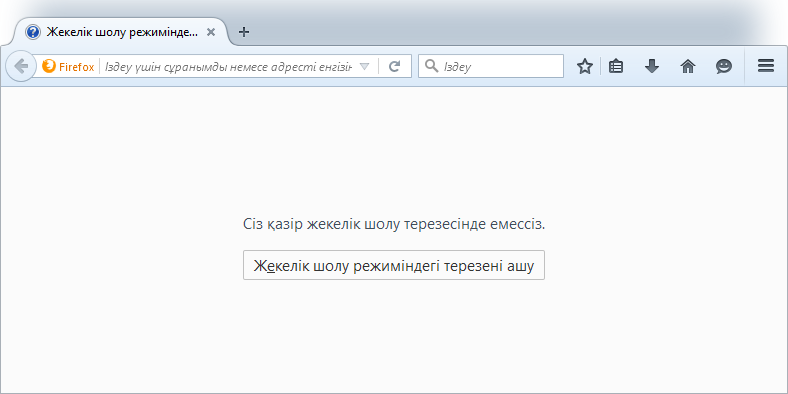 Жекелік шолу режимінде...
Firefox
Іздеу үшін сұранымды немесе адресті енгізің
Іздеу
Сіз қазір жекелік шолу терезесінде емессіз.
Жекелік шолу режиміндегі терезені ашу